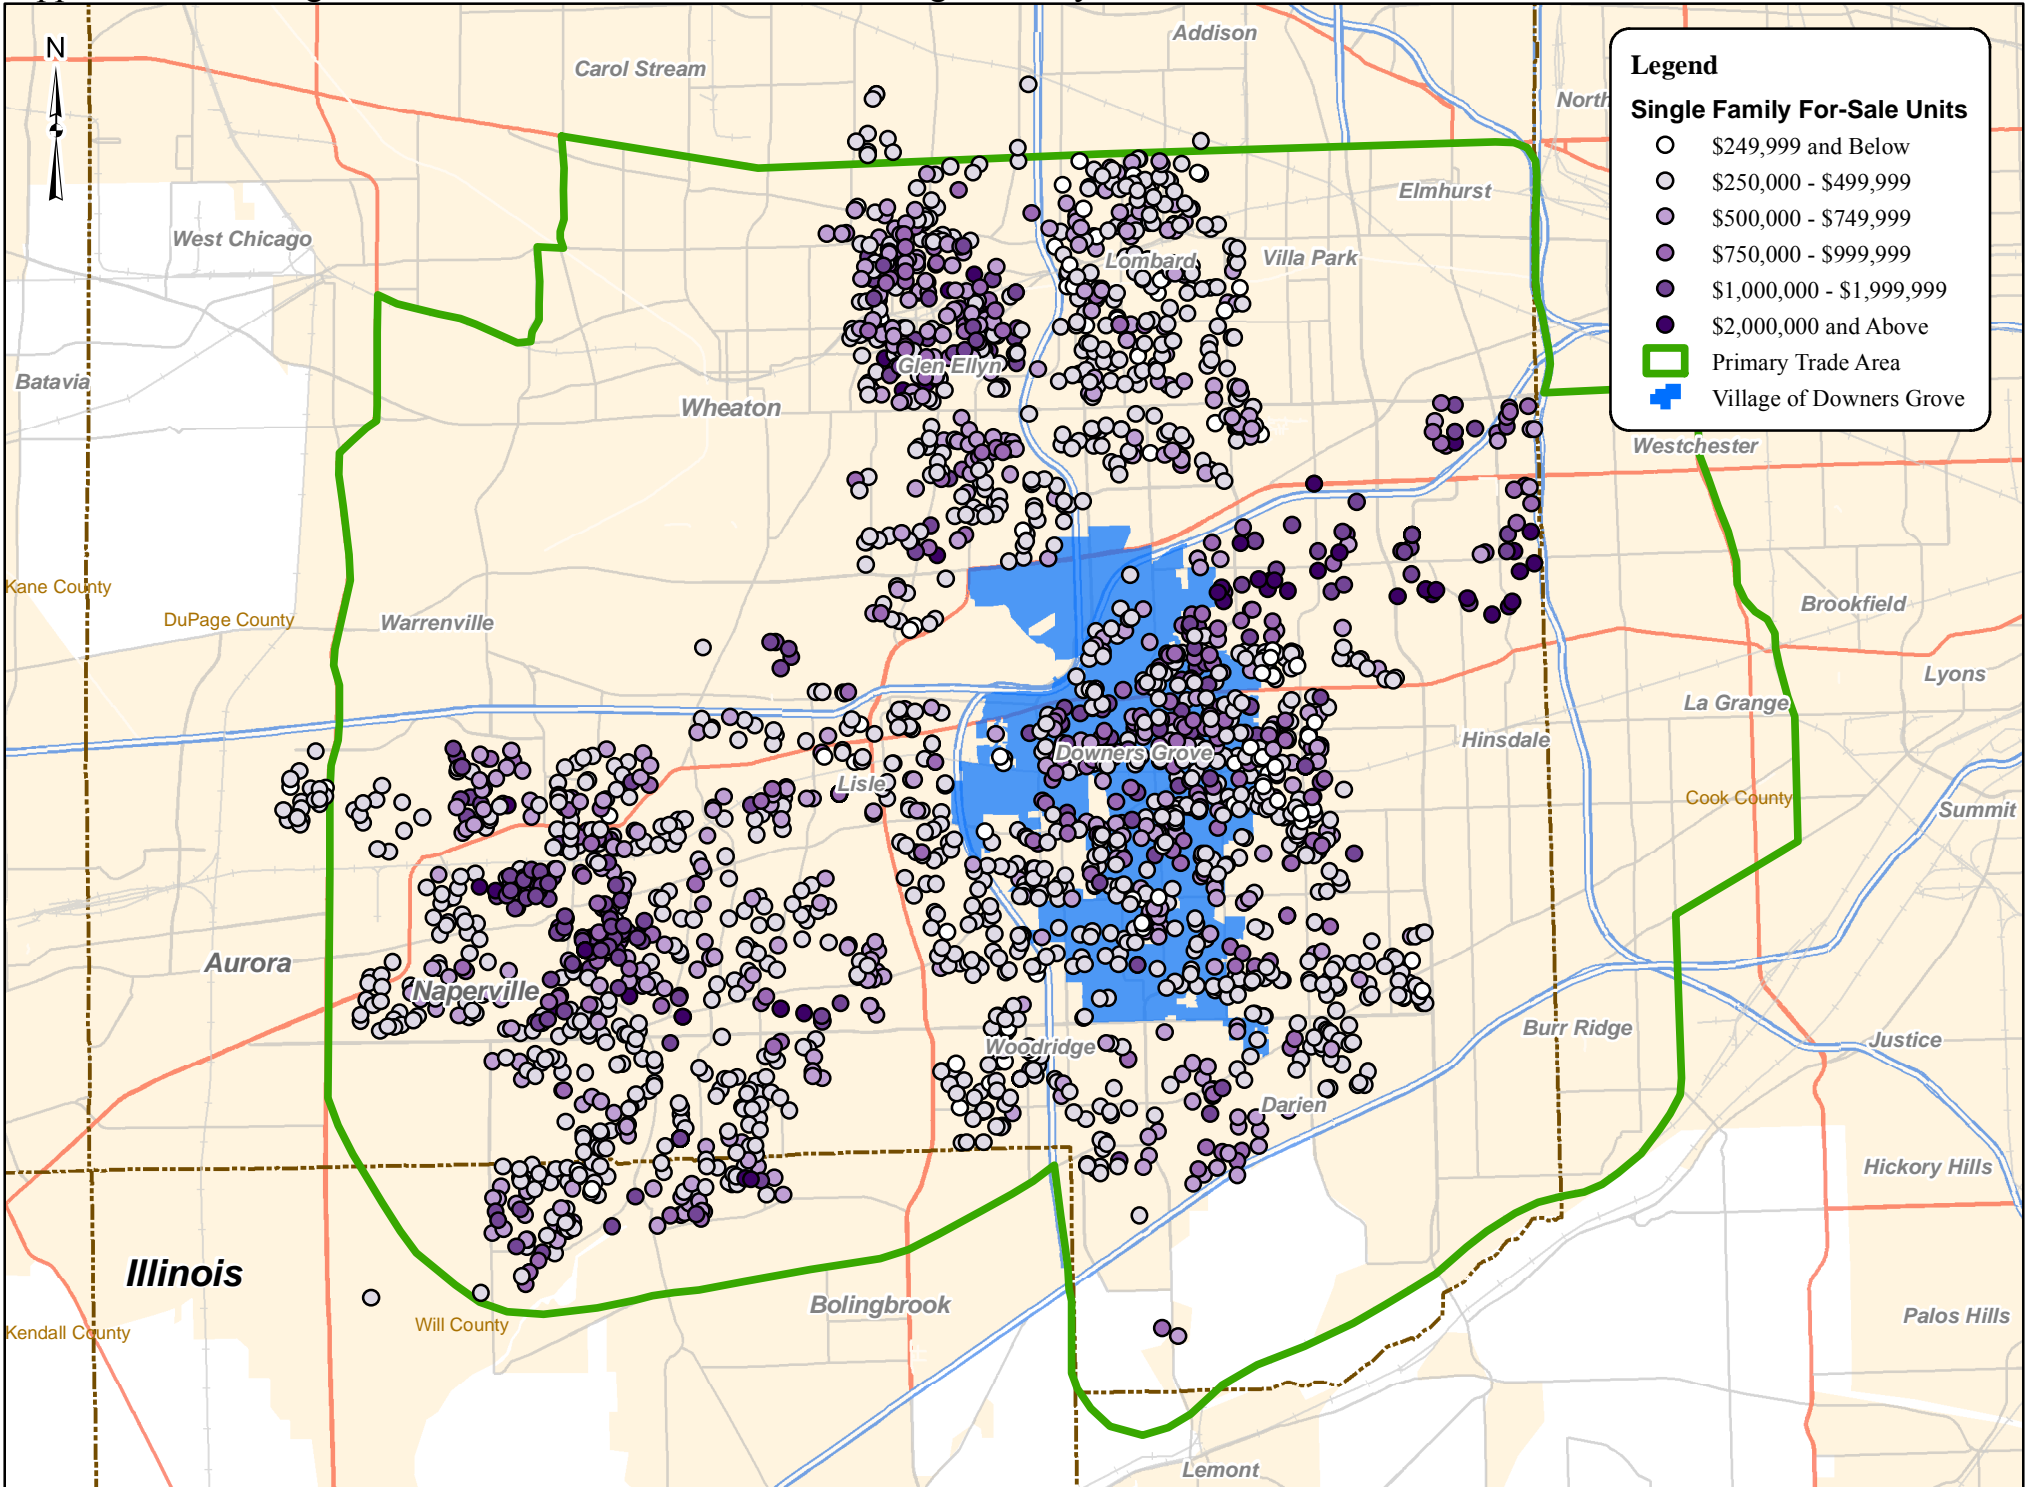 N
Addison
Carol Stream
Legend
Single Family For-Sale Units
$249,999 and Below
$250,000 - $499,999
$500,000 - $749,999
$750,000 - $999,999
$1,000,000 - $1,999,999
$2,000,000 and Above
Primary Trade Area
Village of Downers Grove
North
Elmhurst
West Chicago
Villa Park
Lombard
Glen Ellyn
Batavia
Wheaton
Westchester
Kane County
DuPage County
Warrenville
Brookfield
Lyons
La Grange
Hinsdale
Downers Grove
Lisle
Cook County
Summit
Aurora
Naperville
Burr Ridge
Woodridge
Justice
Darien
Hickory Hills
Illinois
Bolingbrook
Palos Hills
Will County
Kendall County
Lemont